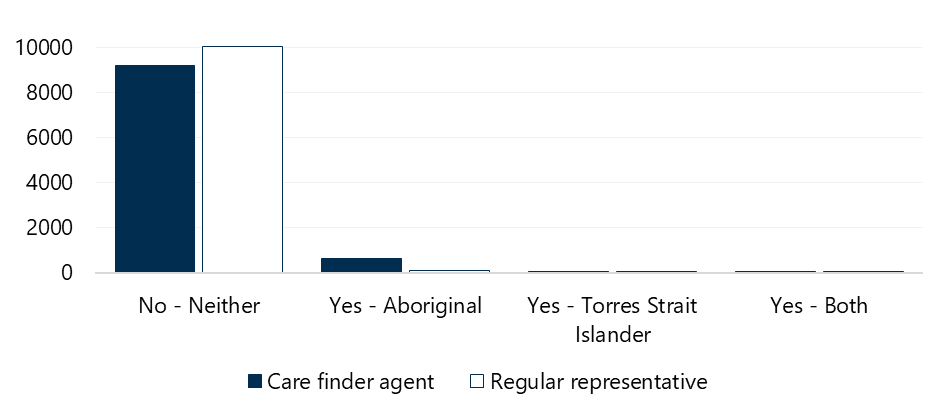 10000
8000
6000
4000
2000
0
No - Neither
Yes - Aboriginal
Yes - Torres Strait
Islander
Yes - Both
Care finder agent
Regular representative